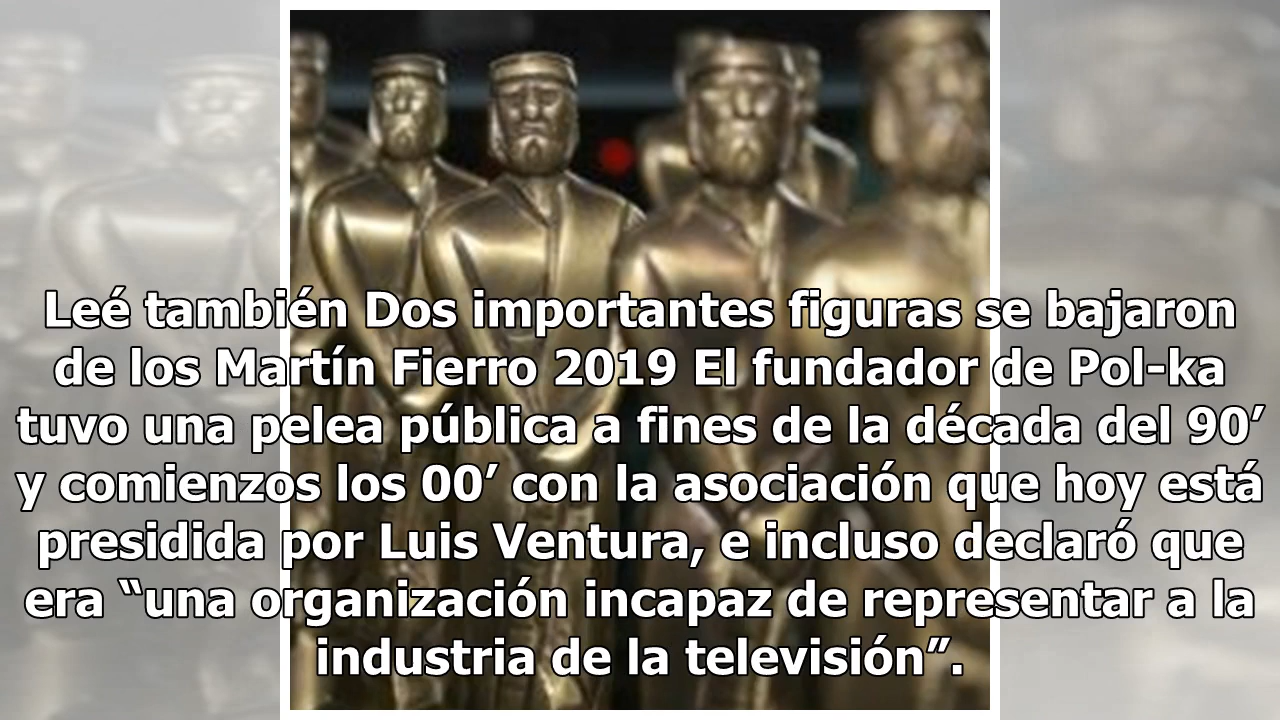 Leé también Dos importantes figuras se bajaron
de los Martín Fierro 2019 El fundador de Pol-ka
tuvo una pelea pública a fines de la década del 90’
y comienzos los 00’ con la asociación que hoy está
presidida por Luis Ventura, e incluso declaró que
era “una organización incapaz de representar a la
industria de la televisión”.